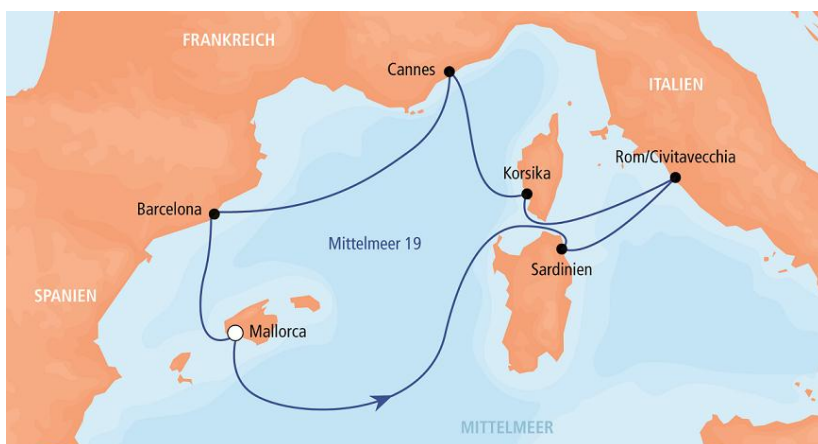 FRANKREICH
Cannes
ITALIEN
Rom/Civitavecchia
Korsika
Barcelona
Mittelmeer 19
Sardinien
SPANIEN
Mallorca
MITTELMEER